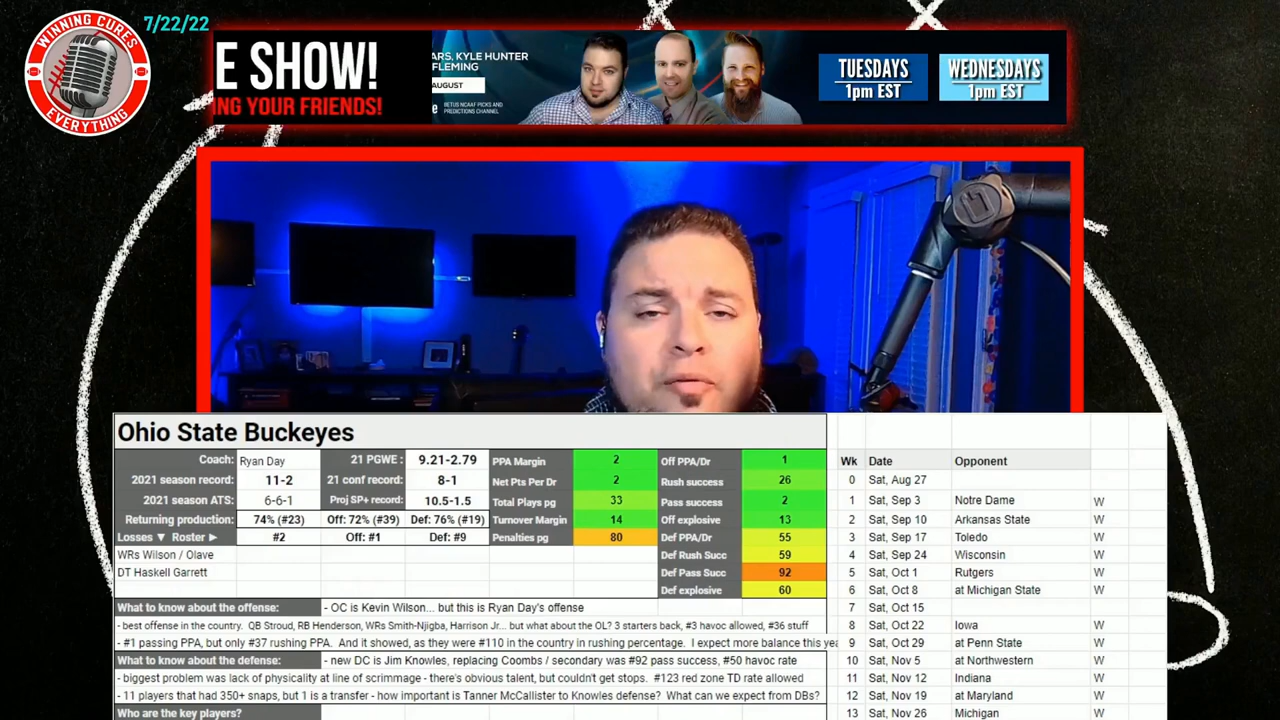 WINNING CURES
EVERYTHING
7/22/22
E SHOW!
NG YOUR FRIENDS!
ARS, KYLE HUNTER
FLEMING
AUGUST
e
BETUS NCAAF PICKS AND
PREDICTIONS CHANNEL
TUESDAYS
1pm EST
WEDNESDAYS
1pm EST
Ohio State Buckeyes
Coach: Ryan Day 21 PGWE : 9.21-2.79 PPA Margin 2 Off PPA/Dr 1
2021 season record: 11-2 21 conf record: 8-1 Net Pts Per Dr 2 Rush success 26
2021 season ATS: 6-6-1 Proj SP+ record: 10.5-1.5 Total Plays pg 33 Pass success 2
Returning production: 74% (#23) Off: 72% (#39) Def: 76% (#19) Turnover Margin 14 Off explosive 13
Losses ▼ Roster ► #2 Off: #1 Def: #9 Penalties pg 80 Def PPA/Dr 55
WRs Wilson / Olave Def Rush Succ 59
DT Haskell Garrett Def Pass Succ 92
Def explosive 60
What to know about the offense: - OC is Kevin Wilson... but this is Ryan Day's offense
- best offense in the country. QB Stroud, RB Henderson, WRs Smith-Njigba, Harrison Jr... but what about the OL? 3 starters back, #3 havoc allowed, #36 stuff
- #1 passing PPA, but only #37 rushing PPA. And it showed, as they were #110 in the country in rushing percentage. I expect more balance this yea
What to know about the defense: - new DC is Jim Knowles, replacing Coombs / secondary was #92 pass success, #50 havoc rate
- biggest problem was lack of physicality at line of scrimmage - there's obvious talent, but couldn't get stops. #123 red zone TD rate allowed
- 11 players that had 350+ snaps, but 1 is a transfer - how important is Tanner McCallister to Knowles defense? What can we expect from DBs?
Who are the key players?
Wk Date Opponent
0 Sat, Aug 27
1 Sat, Sep 3 Notre Dame W
2 Sat, Sep 10 Arkansas State W
3 Sat, Sep 17 Toledo W
4 Sat, Sep 24 Wisconsin W
5 Sat, Oct 1 Rutgers W
6 Sat, Oct 8 at Michigan State W
7 Sat, Oct 15
8 Sat, Oct 22 Iowa W
9 Sat, Oct 29 at Penn State W
10 Sat, Nov 5 at Northwestern W
11 Sat, Nov 12 Indiana W
12 Sat, Nov 19 at Maryland W
13 Sat, Nov 26 Michigan W